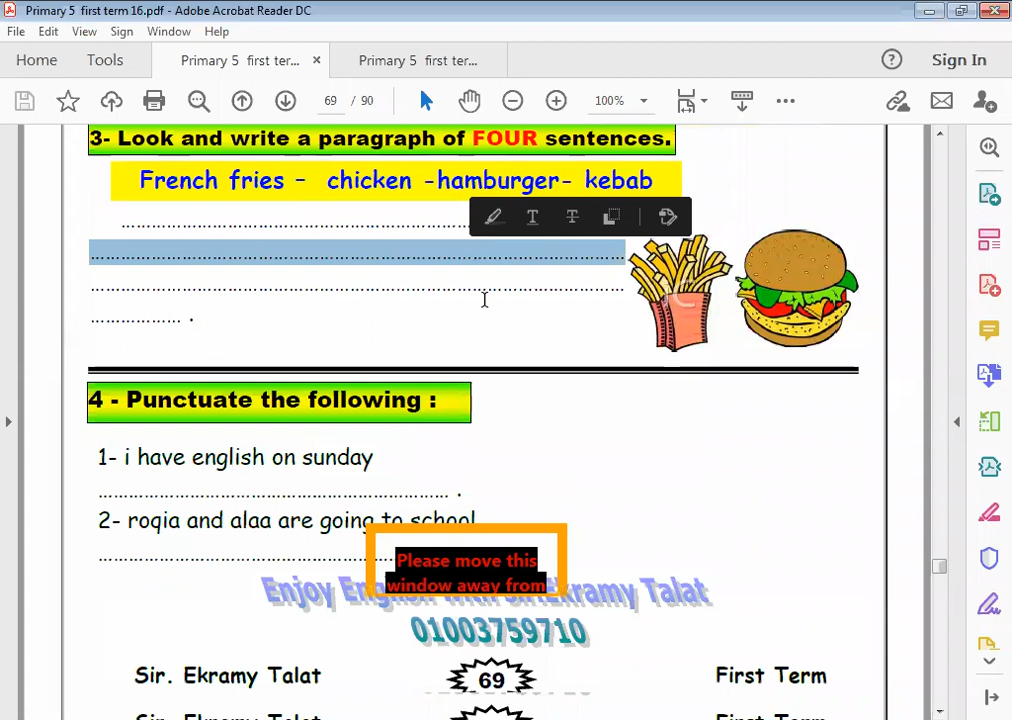 Primary 5 first term 16.pdf - Adobe Acrobat Reader DC
File Edit View Sign Window Help
Home Tools Primary 5 first ter... × Primary 5 first ter... Sign In
69 / 90 100%
3- Look and write a paragraph of FOUR sentences.
French fries - chicken -hamburger- kebab
4 - Punctuate the following :
1- i have english on sunday
2- roqia and alaa are going to school
Please move this
window away from
Enjoy English with Sir Ekramy Talat
01003759710
Sir. Ekramy Talat 69 First Term